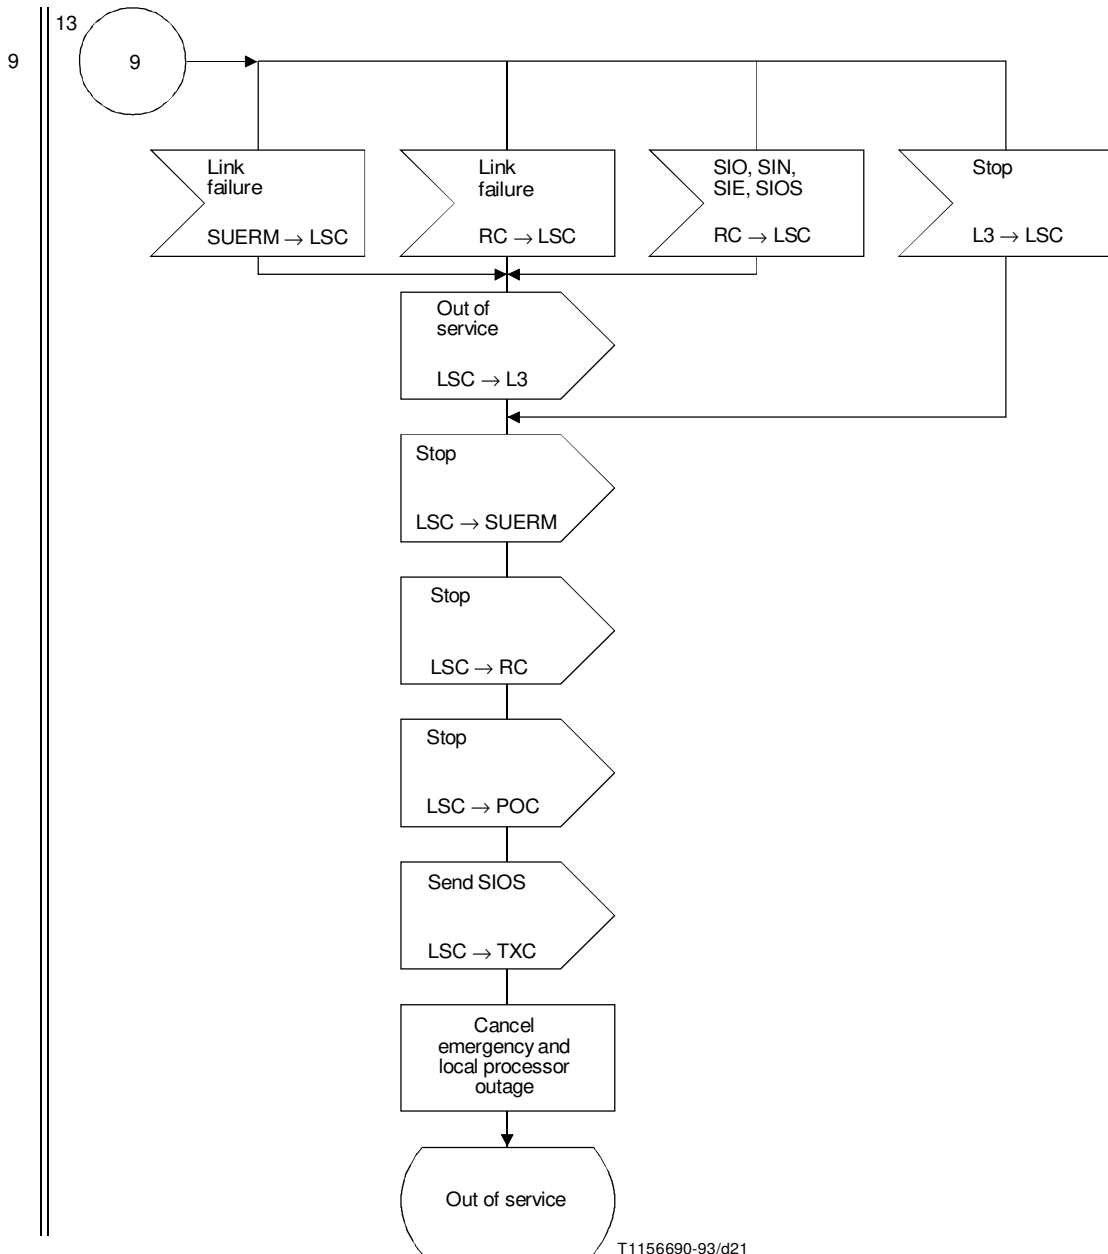 13
9
9
Link
failure
SUERM → LSC
Link
failure
RC → LSC
SIO, SIN,
SIE, SIOS
RC → LSC
Stop
L3 → LSC
Out of
service
LSC → L3
Stop
LSC → SUERM
Stop
LSC → RC
Stop
LSC → POC
Send SIOS
LSC → TXC
Cancel
emergency and
local processor
outage
Out of service
T1156690-93/d21